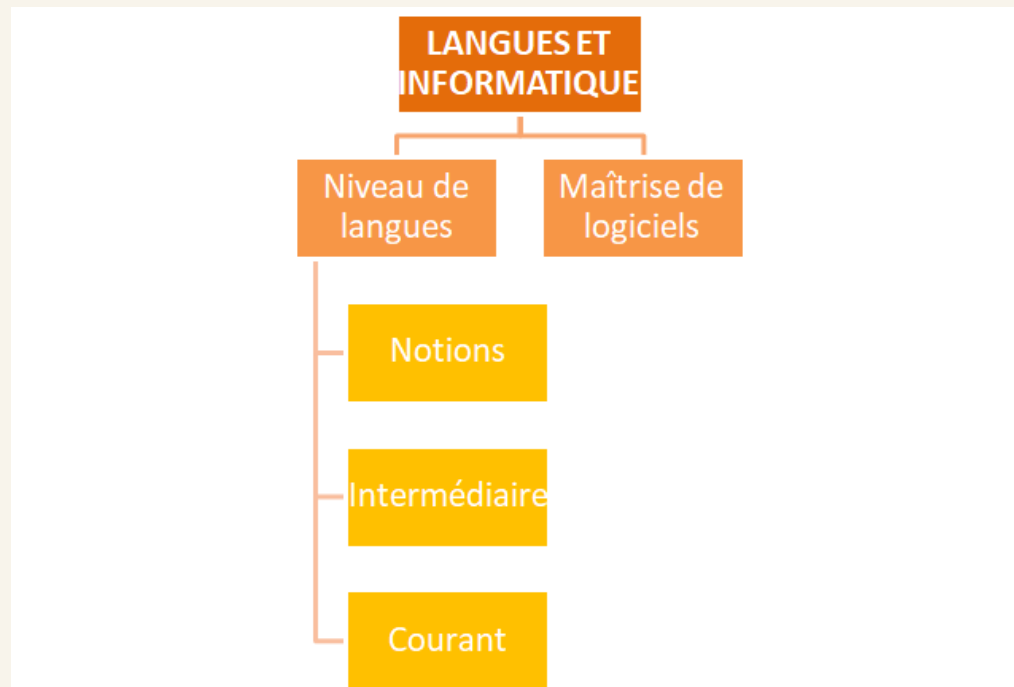 LANGUES ET
INFORMATIQUE
Niveau de
langues
Maîtrise de
logiciels
Notions
Intermédiaire
Courant